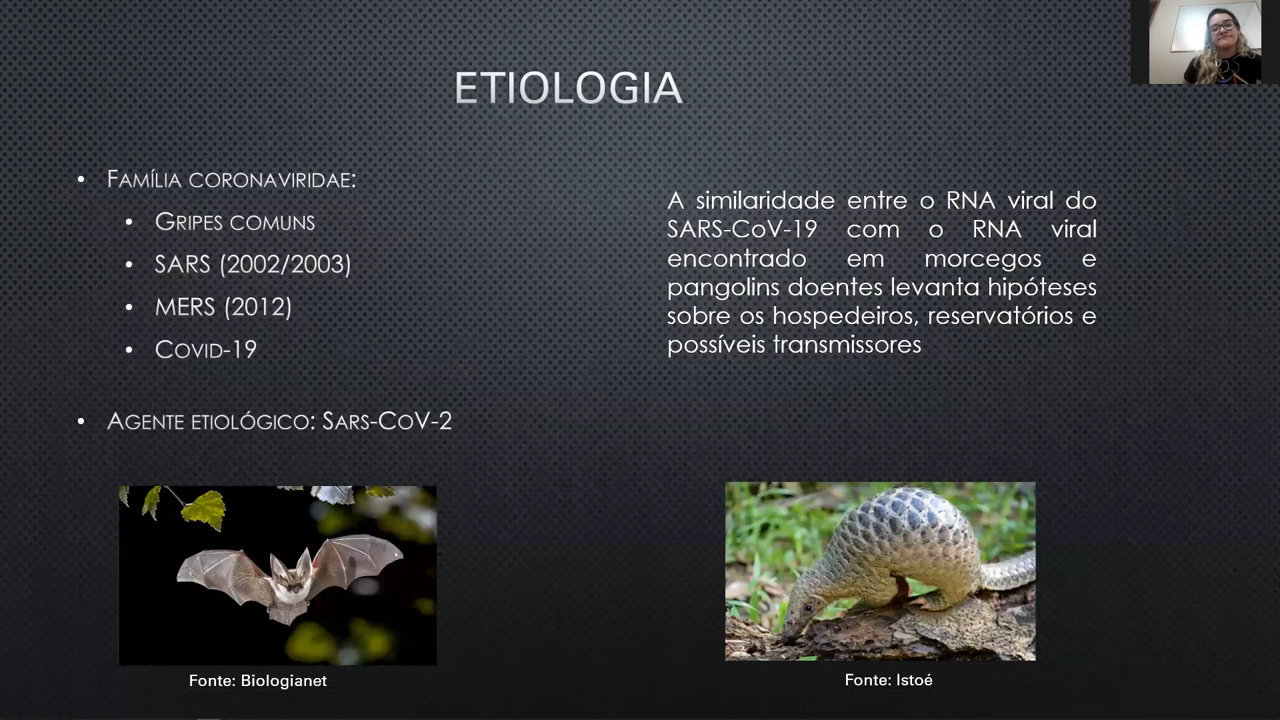 ETIOLOGIA
• FAMÍLIA CORONAVIRIDAE:
• GRIPES COMUNS
• SARS (2002/2003)
• MERS (2012)
• COVID-19
• AGENTE ETIOLÓGICO: SARS-COV-2
A similaridade entre o RNA viral do
SARS-CoV-19 com o RNA viral
encontrado em morcegos e
pangolins doentes levanta hipóteses
sobre os hospedeiros, reservatórios e
possíveis transmissores
Fonte: Biologianet
Fonte: Istoé